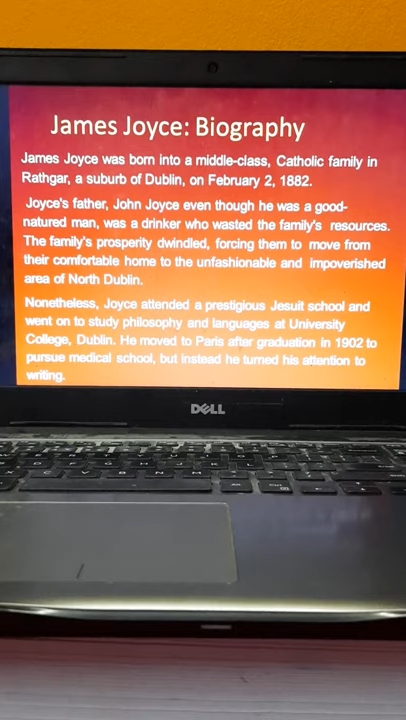 James Joyce: Biography
James Joyce was born into a middle-class, Catholic family in
Rathgar, a suburb of Dublin, on February 2, 1882.
Joyce's father, John Joyce even though he was a good-
natured man, was a drinker who wasted the family's resources.
The family's prosperity dwindled, forcing them to move from
their comfortable home to the unfashionable and impoverished
area of North Dublin.
Nonetheless, Joyce attended a prestigious Jesuit school and
went on to study philosophy and languages at University
College, Dublin. He moved to Paris after graduation in 1902 to
pursue medical school, but instead he turned his attention to
writing.
DELL